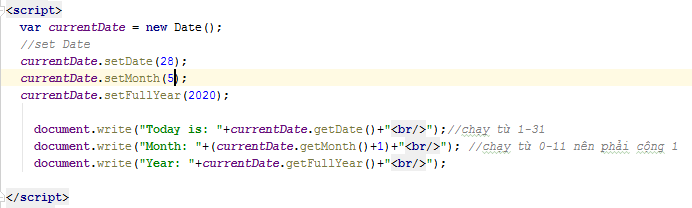 <script>
var currentDate = new Date();
//set Date
currentDate.setDate(28);
currentDate.setMonth(5);
currentDate.setFullYear(2020);
document.write("Today is: "+currentDate.getDate()+"<br/>");//chạy từ 1-31
document.write("Month: "+(currentDate.getMonth()+1)+"<br/>"); //chạy từ 0-11 nên phải cộng 1
document.write("Year: "+currentDate.getFullYear()+"<br/>");
</script>